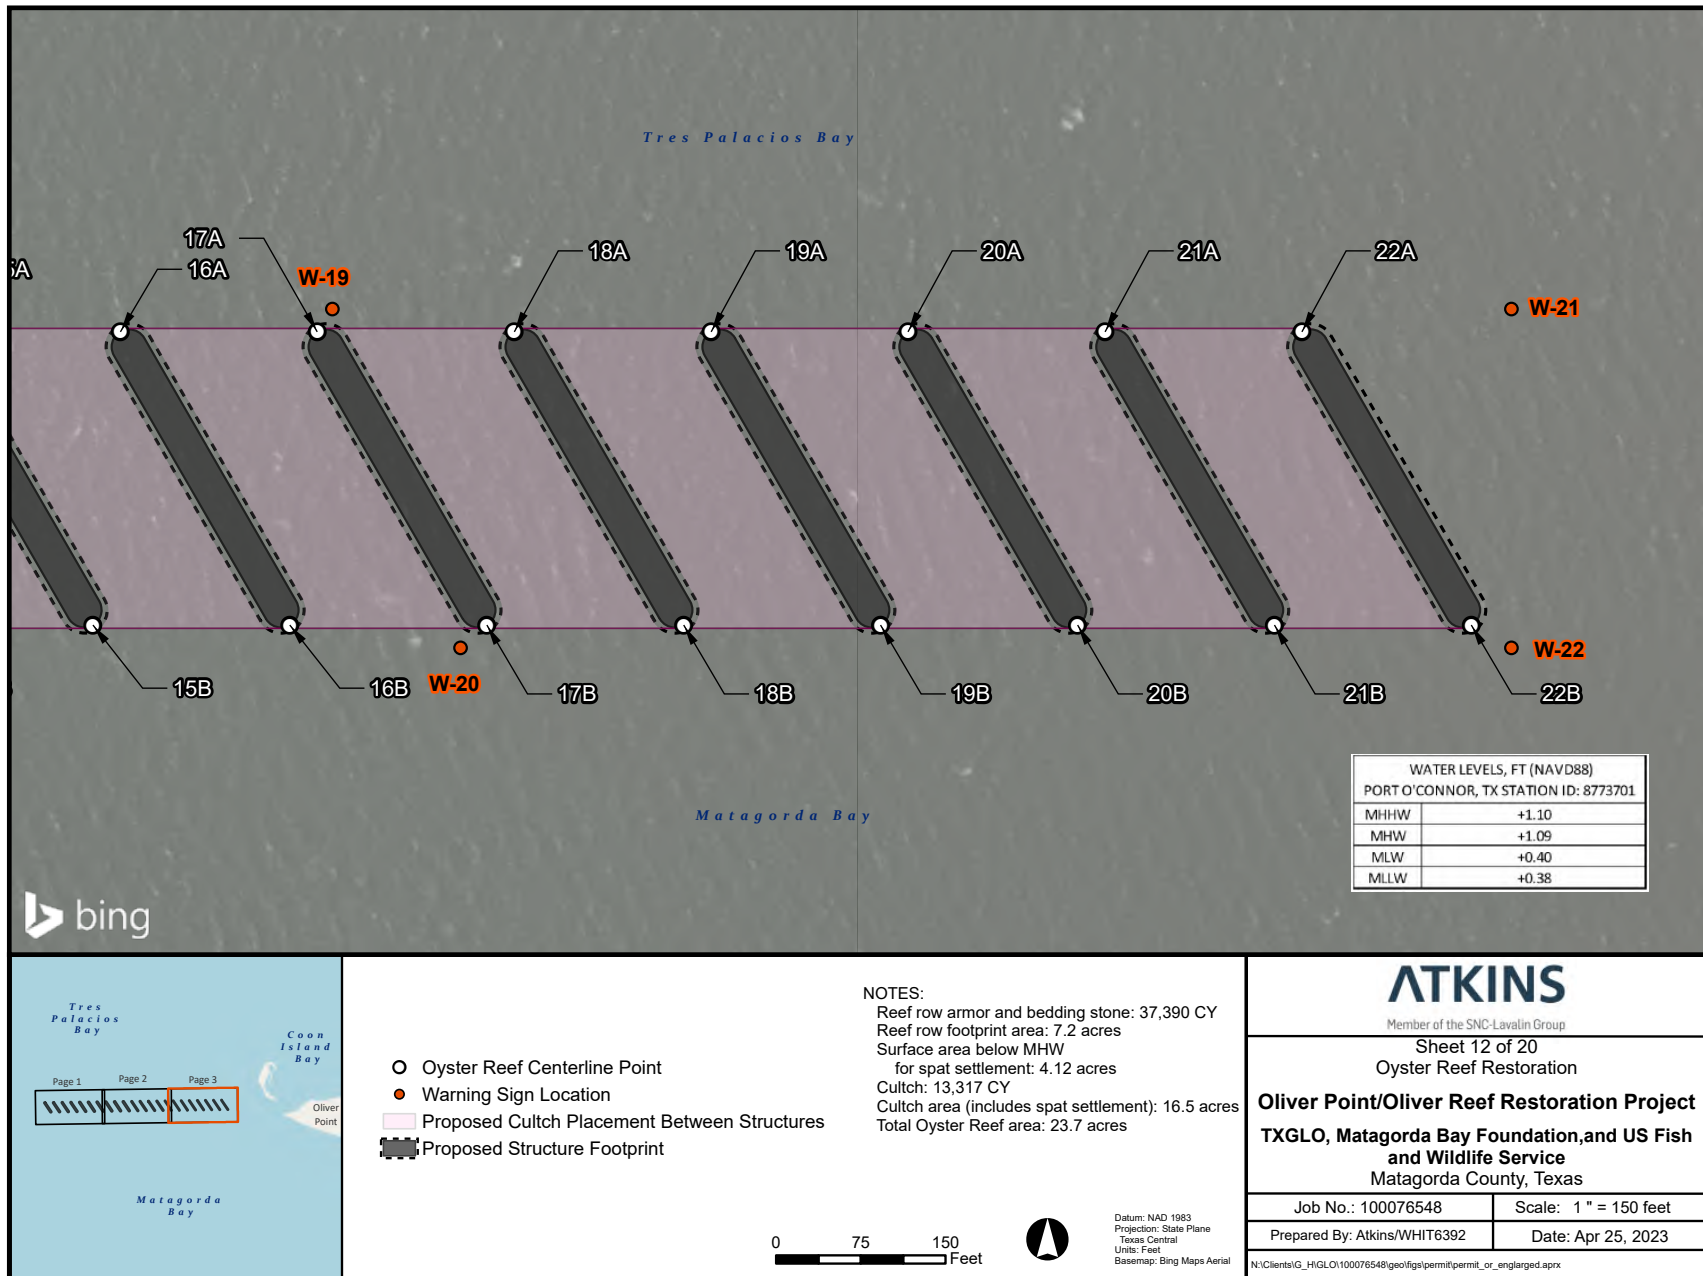 Tres Palacios Bay
17A
16A
5A
W-19
18A
19A
20A
21A
22A
W-21
15B
16B
W-20
17B
18B
19B
20B
21B
22B
W-22
Matagorda Bay
WATER LEVELS, FT (NAVD88)
PORT O'CONNOR, TX STATION ID: 8773701
MHHW +1.10
MHW +1.09
MLW +0.40
MLLW +0.38
bing
Tres
Palacios
Bay
Coon
Island
Bay
Page 1
Page 2
Page 3
Oliver
Point
Matagorda
Bay
Oyster Reef Centerline Point
Warning Sign Location
Proposed Cultch Placement Between Structures
Proposed Structure Footprint
NOTES:
Reef row armor and bedding stone: 37,390 CY
Reef row footprint area: 7.2 acres
Surface area below MHW
for spat settlement: 4.12 acres
Cultch: 13,317 CY
Cultch area (includes spat settlement): 16.5 acres
Total Oyster Reef area: 23.7 acres
0 75 150
Feet
Datum: NAD 1983
Projection: State Plane
Texas Central
Units: Feet
Basemap: Bing Maps Aerial
ATKINS
Member of the SNC-Lavalin Group
Sheet 12 of 20
Oyster Reef Restoration
Oliver Point/Oliver Reef Restoration Project
TXGLO, Matagorda Bay Foundation,and US Fish
and Wildlife Service
Matagorda County, Texas
Job No.: 100076548
Scale: 1 " = 150 feet
Prepared By: Atkins/WHIT6392
Date: Apr 25, 2023
N:\Clients\G_H\GLO\100076548\geo\figs\permit\permit_or_englarged.aprx